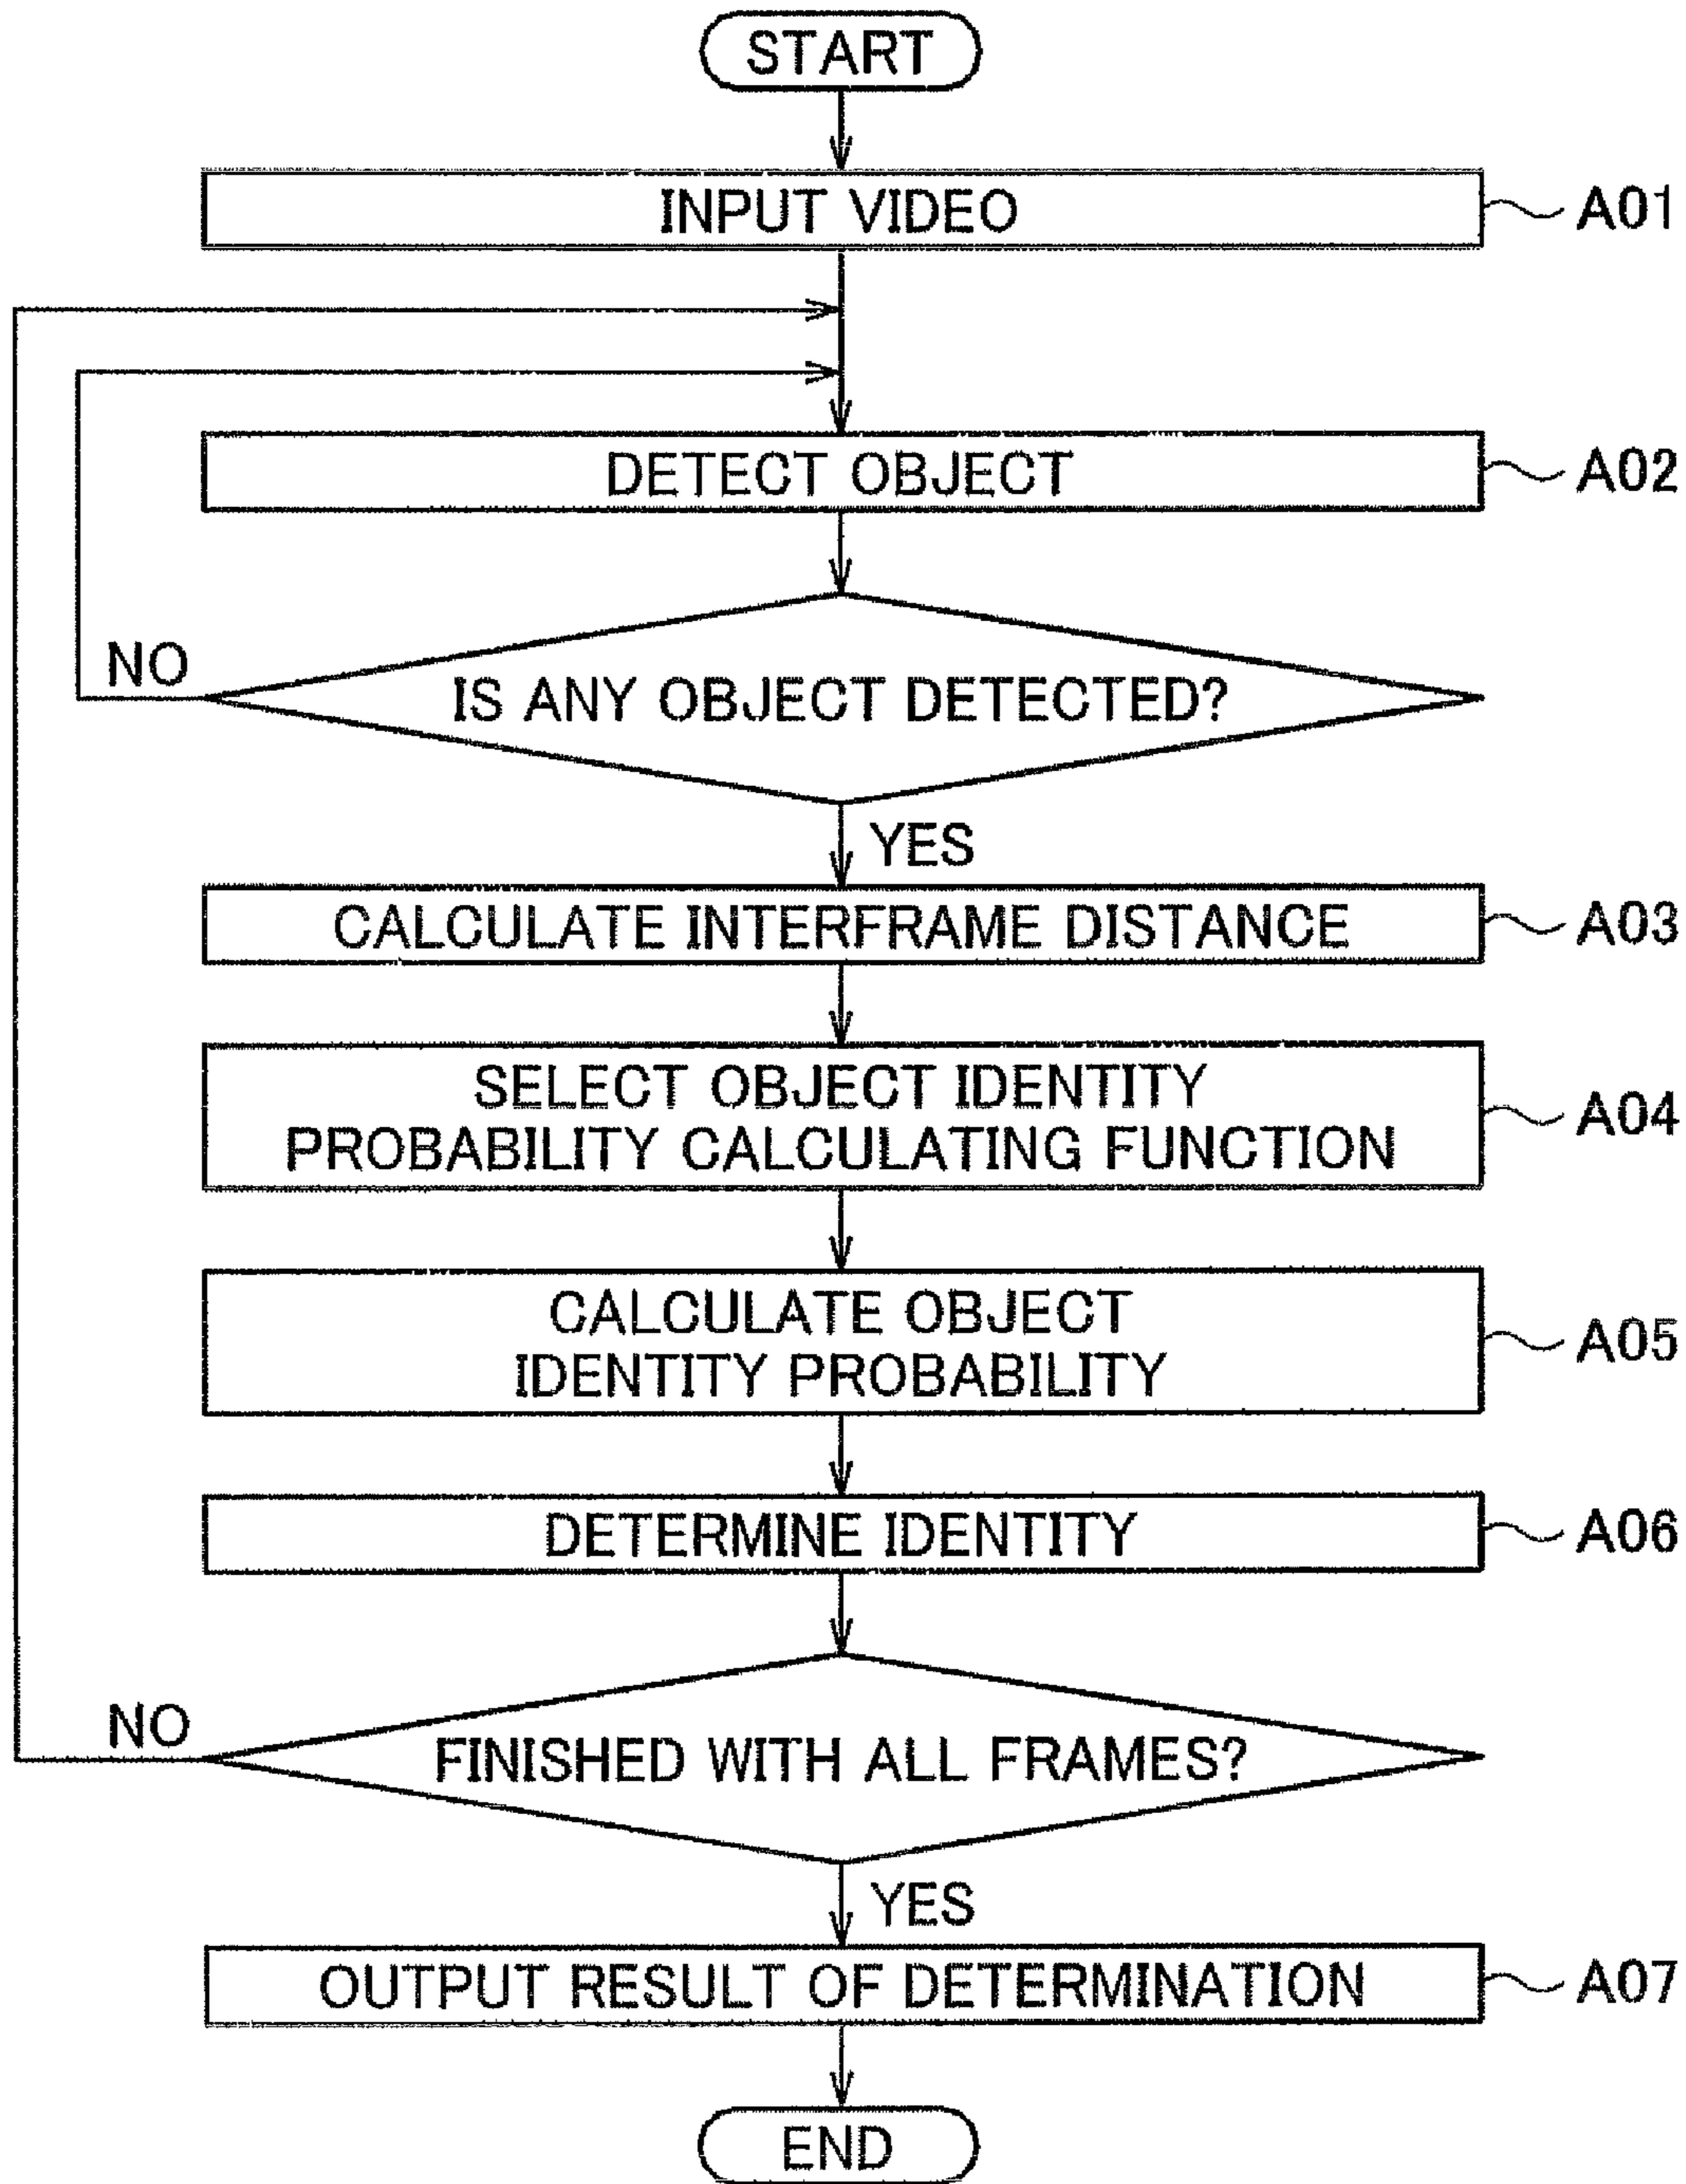 START
INPUT VIDEO
A01
DETECT OBJECT
A02
IS ANY OBJECT DETECTED?
NO
YES
CALCULATE INTERFRAME DISTANCE
A03
SELECT OBJECT IDENTITY
PROBABILITY CALCULATING FUNCTION
A04
CALCULATE OBJECT
IDENTITY PROBABILITY
A05
DETERMINE IDENTITY
A06
FINISHED WITH ALL FRAMES?
NO
YES
OUTPUT RESULT OF DETERMINATION
A07
END